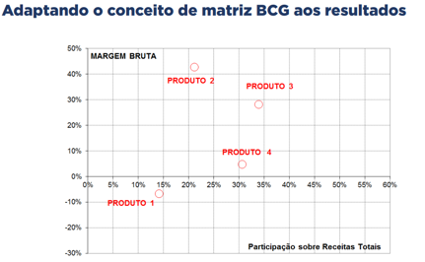 Adaptando o conceito de matriz BCG aos resultados
50%
MARGEM BRUTA
40%
PRODUTO 2
PRODUTO 3
30%
20%
10%
PRODUTO 4
0%
0% 5% 10% 15% 20% 25% 30% 35% 40% 45% 50% 55% 60%
-10%
PRODUTO 1
-20%
Participação sobre Receitas Totais
-30%